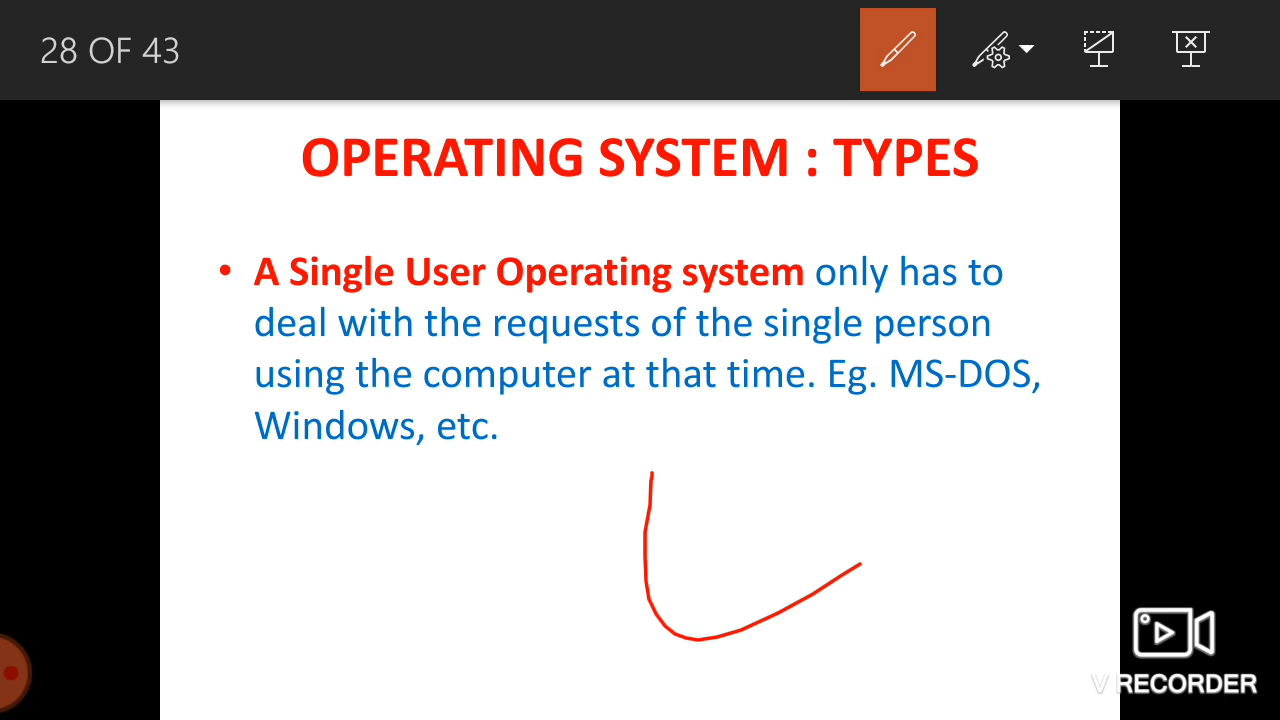 28 OF 43
OPERATING SYSTEM : TYPES
• A Single User Operating system only has to
deal with the requests of the single person
using the computer at that time. Eg. MS-DOS,
Windows, etc.
V RECORDER